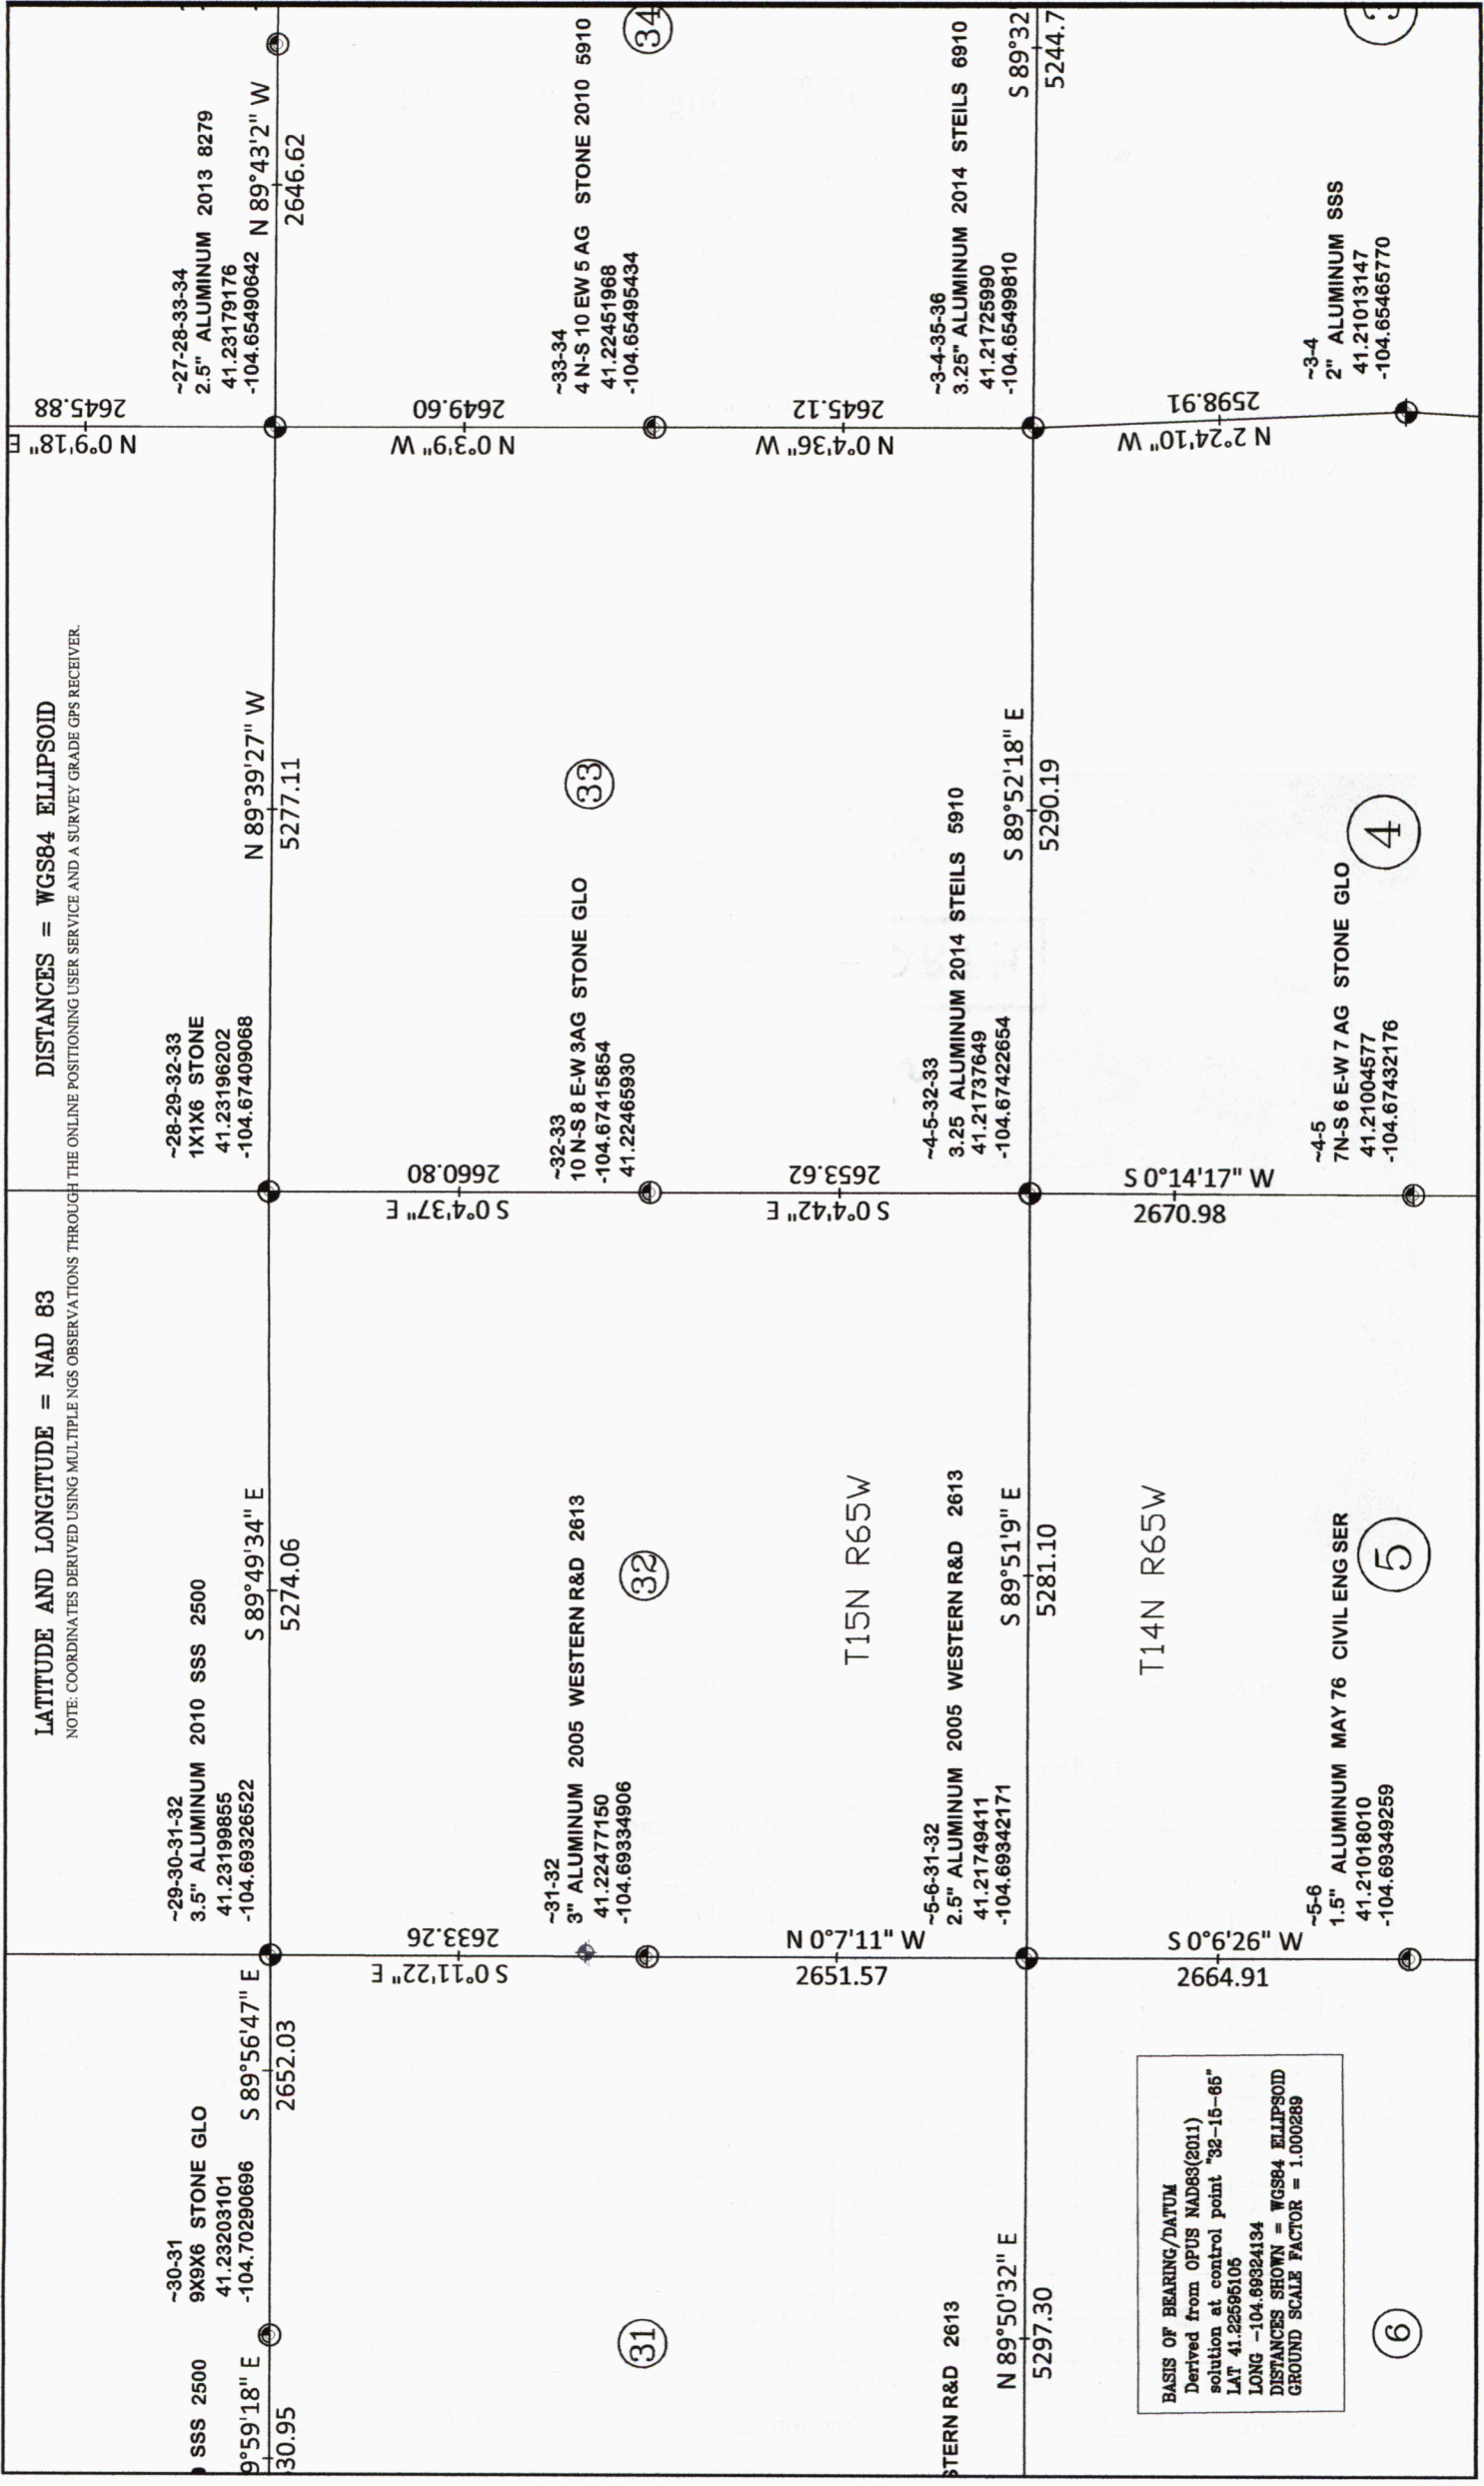 LATITUDE AND LONGITUDE = NAD 83 DISTANCES = WGS84 ELLIPSOID
NOTE: COORDINATES DERIVED USING MULTIPLE NGS OBSERVATIONS THROUGH THE ONLINE POSITIONING USER SERVICE AND A SURVEY GRADE GPS RECEIVER.
SSS 2500
9°59'18" E
30.95
~30-31
9X9X6 STONE GLO
41.23203101
-104.70290696
S 89°56'47" E
2652.03
~29-30-31-32
3.5" ALUMINUM 2010 SSS 2500
41.23199855
-104.69326522
S 89°49'34" E
5274.06
~28-29-32-33
1X1X6 STONE
41.23196202
-104.67409068
N 89°39'27" W
5277.11
N 0°9'18" E
2645.88
~27-28-33-34
2.5" ALUMINUM 2013 8279
41.23179176
-104.65490642
N 89°43'2" W
2646.62
S 0°11'22" E
2633.26
S 0°4'37" E
2660.80
N 0°3'9" W
2649.60
31
~31-32
3" ALUMINUM 2005 WESTERN R&D 2613
41.22477150
-104.69334906
32
~32-33
10 N-S 8 E-W 3AG STONE GLO
-104.67415854
41.22465930
33
~33-34
4 N-S 10 EW 5 AG STONE 2010 5910
41.22451968
-104.65495434
34
N 0°7'11" W
2651.57
T15N R65W
S 0°4'42" E
2653.62
N 0°4'36" W
2645.12
STERN R&D 2613
N 89°50'32" E
5297.30
~5-6-31-32
2.5" ALUMINUM 2005 WESTERN R&D 2613
41.21749411
-104.69342171
S 89°51'9" E
5281.10
~4-5-32-33
3.25 ALUMINUM 2014 STEILS 5910
41.21737649
-104.67422654
S 89°52'18" E
5290.19
~3-4-35-36
3.25" ALUMINUM 2014 STEILS 6910
41.21725990
-104.65499810
S 89°32
5244.7
T14N R65W
S 0°6'26" W
2664.91
S 0°14'17" W
2670.98
N 2°24'10" W
2598.91
BASIS OF BEARING/DATUM
Derived from OPUS NAD83(2011)
solution at control point "32-15-65"
LAT 41.22595105
LONG -104.69324134
DISTANCES SHOWN = WGS84 ELLIPSOID
GROUND SCALE FACTOR = 1.000289
6
~5-6
1.5" ALUMINUM MAY 76 CIVIL ENG SER
41.21018010
-104.69349259
5
~4-5
7N-S 6 E-W 7 AG STONE GLO
41.21004577
-104.67432176
4
~3-4
2" ALUMINUM SSS
41.21013147
-104.65465770
3